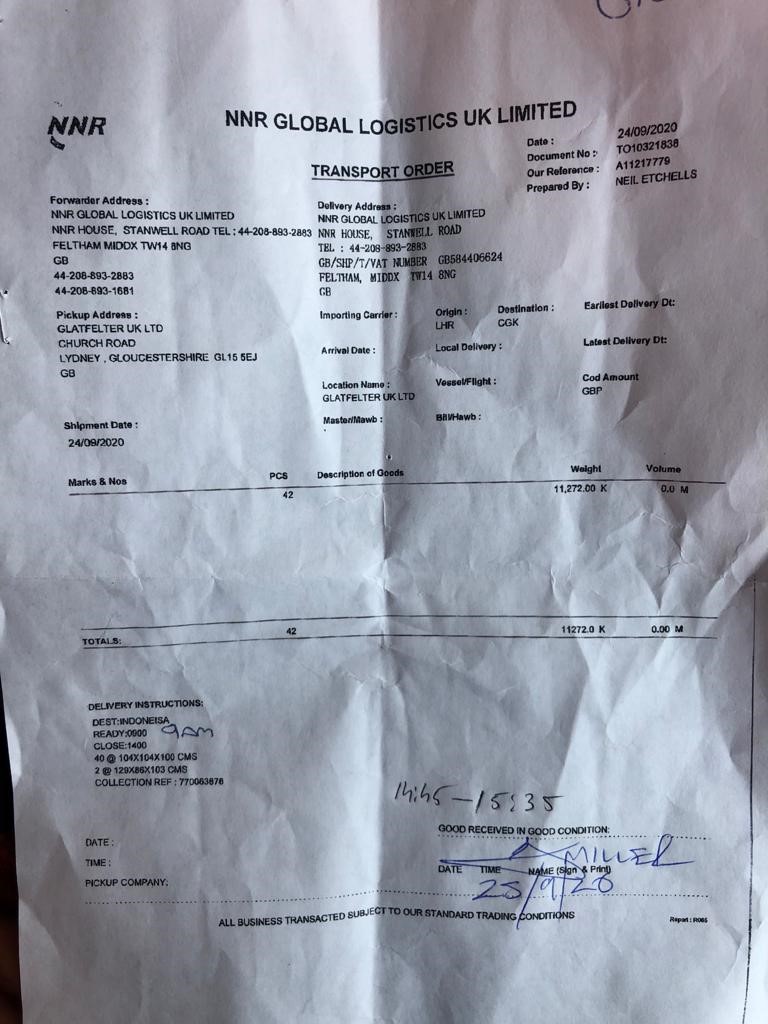 NNR
NNR GLOBAL LOGISTICS UK LIMITED
TRANSPORT ORDER
Date : 24/09/2020
Document No : TO10321838
Our Reference : A11217779
Prepared By : NEIL ETCHELLS
Forwarder Address :
NNR GLOBAL LOGISTICS UK LIMITED
NNR HOUSE, STANWELL ROAD TEL : 44-208-893-2883
FELTHAM MIDDX TW14 8NG
GB
44-208-893-2883
44-208-893-1681
Delivery Address :
NNR GLOBAL LOGISTICS UK LIMITED
NNR HOUSE, STANWELL ROAD
TEL : 44-208-893-2883
GB/SHP/T/VAT NUMBER GB584406624
FELTHAM, MIDDX TW14 8NG
GB
Pickup Address :
GLATFELTER UK LTD
CHURCH ROAD
LYDNEY , GLOUCESTERSHIRE GL15 5EJ
GB
Importing Carrier : Origin : Destination : Earliest Delivery Dt:
LHR CGK
Arrival Date : Local Delivery : Latest Delivery Dt:
Location Name : Vessel/Flight : Cod Amount
GLATFELTER UK LTD GBP
Master/Mawb : Bill/Hawb :
Shipment Date :
24/09/2020
Marks & Nos PCS Description of Goods Weight Volume
42 11,272.00 K 0.0 M
TOTALS: 42 11272.0 K 0.00 M
DELIVERY INSTRUCTIONS:
DEST:INDONEISA
READY:0900 9am
CLOSE:1400
40 @ 104X104X100 CMS
2 @ 129X86X103 CMS
COLLECTION REF : 770063878
14:45 - 15:35
GOOD RECEIVED IN GOOD CONDITION:
MILLER
DATE TIME NAME (Sign & Print)
25/9/20
DATE :
TIME :
PICKUP COMPANY:
ALL BUSINESS TRANSACTED SUBJECT TO OUR STANDARD TRADING CONDITIONS
Report : R065